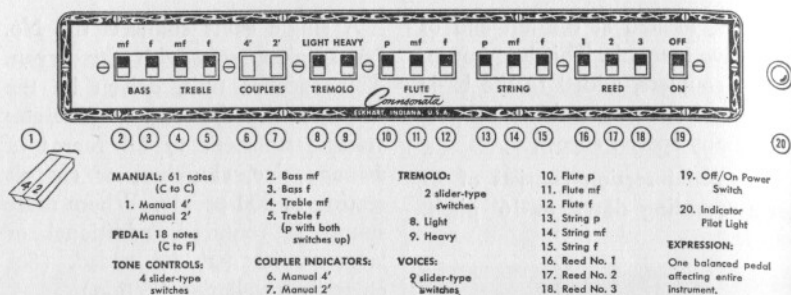 mf f mf f 4' 2' LIGHT HEAVY p mf f p mf f 1 2 3 OFF
BASS TREBLE COUPLERS TREMOLO FLUTE STRING REED ON
Connsonata
ELKHART, INDIANA, U.S.A.
1 2 3 4 5 6 7 8 9 10 11 12 13 14 15 16 17 18 19 20
4 2
MANUAL: 61 notes
(C to C)
1. Manual 4'
Manual 2'
PEDAL: 18 notes
(C to F)
TONE CONTROLS:
4 slider-type
switches
2. Bass mf
3. Bass f
4. Treble mf
5. Treble f
(p with both
switches up)
COUPLER INDICATORS:
6. Manual 4'
7. Manual 2'
TREMOLO:
2 slider-type
switches
8. Light
9. Heavy
VOICES:
9 slider-type
switches
10. Flute p
11. Flute mf
12. Flute f
13. String p
14. String mf
15. String f
16. Reed No. 1
17. Reed No. 2
18. Reed No. 3
19. Off/On Power
Switch
20. Indicator
Pilot Light
EXPRESSION:
One balanced pedal
affecting entire
instrument.